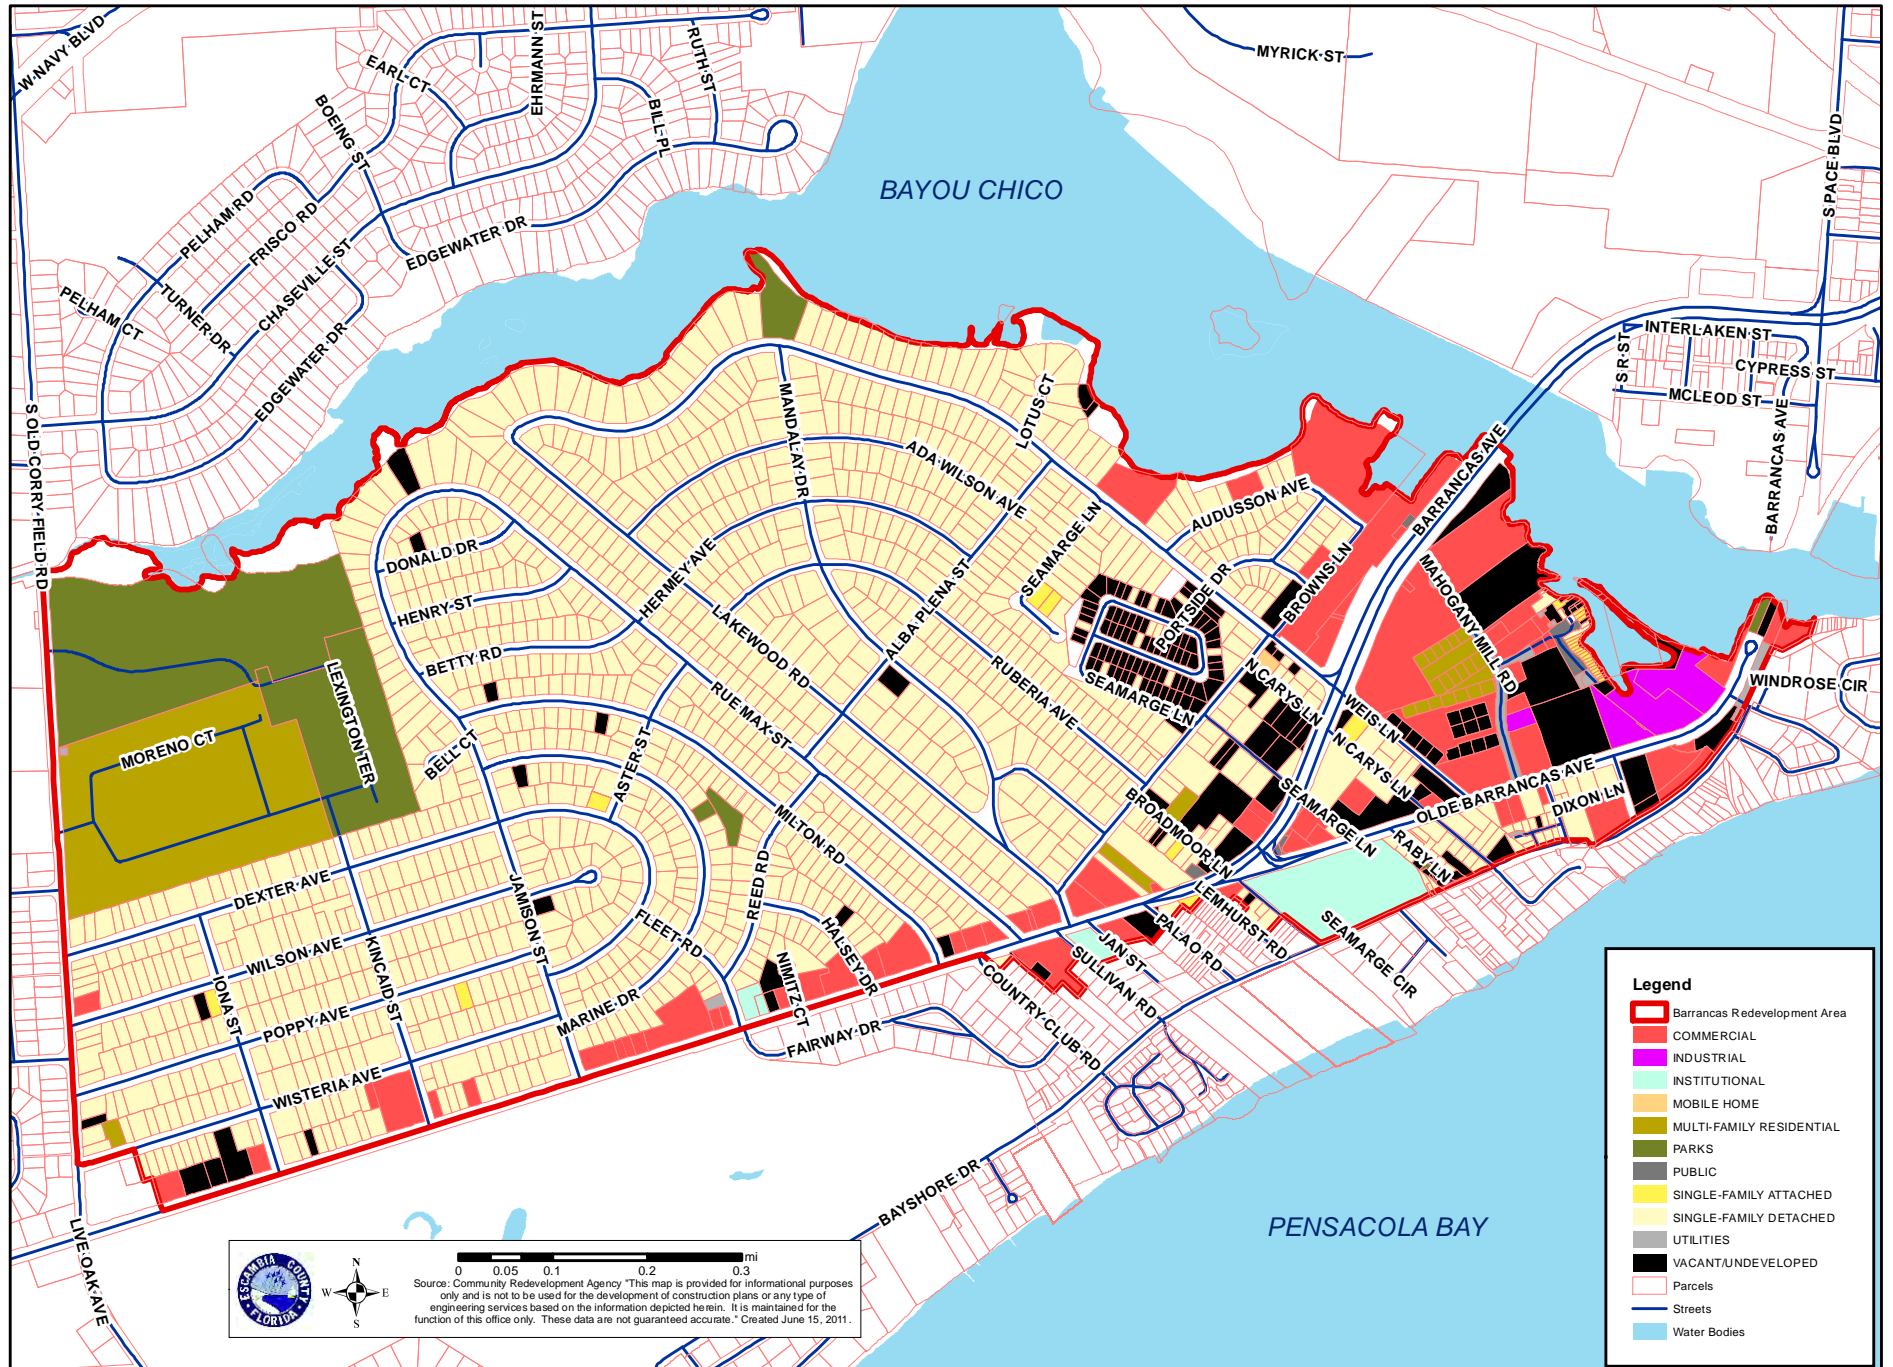 W NAVY BLVD
EARL CT
EHRMANN ST
RUTH ST
BILL PL
BOEING ST
MYRICK ST
S PACE BLVD
BAYOU CHICO
PELHAM RD
FRISCO RD
CHASEVILLE ST
EDGEWATER DR
PELHAM CT
TURNER DR
EDGEWATER DR
S OLD CORRY FIELD RD
INTERLAKEN ST
S R ST
CYPRESS ST
MCLEOD ST
BARRANCAS AVE
BARRANCAS AVE
MANDALAY DR
LOTUS CT
ADA WILSON AVE
SEAMARGE LN
AUDUSSON AVE
DONALD DR
HENRY ST
BETTY RD
HERMEY AVE
LAKEWOOD RD
ALBA PLENA ST
PORTSIDE DR
BROWNS LN
MAHOGANY MILL RD
RUBERIA AVE
RUE MAX ST
SEAMARGE LN
N CARYS LN
WEIS LN
N CARYS LN
WINDROSE CIR
LEXINGTON TER
MORENO CT
BELL CT
ASTER ST
MILTON RD
BROADMOOR LN
SEAMARGE LN
OLDE BARRANCAS AVE
DIXON LN
RABY LN
DEXTER AVE
JAMISON ST
REED RD
FLEET RD
HALSEY DR
NIMITZ CT
LEMHURST RD
PALAO RD
JAN ST
SULLIVAN RD
SEAMARGE CIR
WILSON AVE
KINCAID ST
IONA ST
POPPY AVE
MARINE DR
FAIRWAY DR
COUNTRY CLUB RD
WISTERIA AVE
BAYSHORE DR
LIVE OAK AVE
PENSACOLA BAY
Legend
Barrancas Redevelopment Area
COMMERCIAL
INDUSTRIAL
INSTITUTIONAL
MOBILE HOME
MULTI-FAMILY RESIDENTIAL
PARKS
PUBLIC
SINGLE-FAMILY ATTACHED
SINGLE-FAMILY DETACHED
UTILITIES
VACANT/UNDEVELOPED
Parcels
Streets
Water Bodies
ESCAMBIA COUNTY
FLORIDA
N
W E
S
0 0.05 0.1 0.2 0.3 mi
Source: Community Redevelopment Agency "This map is provided for informational purposes
only and is not to be used for the development of construction plans or any type of
engineering services based on the information depicted herein. It is maintained for the
function of this office only. These data are not guaranteed accurate." Created June 15, 2011.